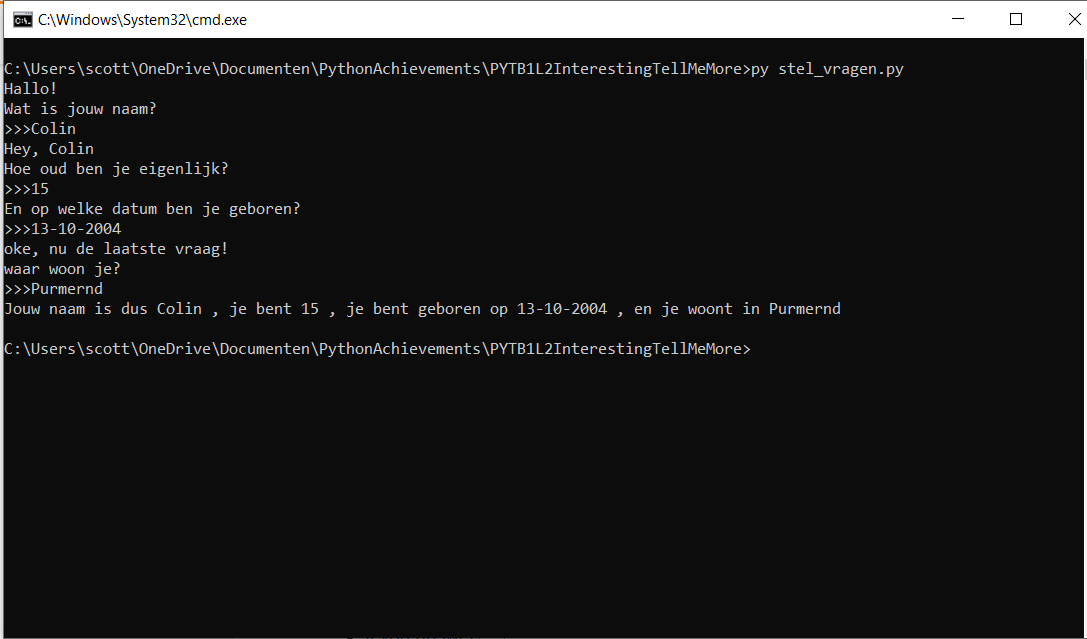 C:\Windows\System32\cmd.exe
C:\Users\scott\OneDrive\Documenten\PythonAchievements\PYTB1L2InterestingTellMeMore>py stel_vragen.py
Hallo!
Wat is jouw naam?
>>>Colin
Hey, Colin
Hoe oud ben je eigenlijk?
>>>15
En op welke datum ben je geboren?
>>>13-10-2004
oke, nu de laatste vraag!
waar woon je?
>>>Purmernd
Jouw naam is dus Colin , je bent 15 , je bent geboren op 13-10-2004 , en je woont in Purmernd
C:\Users\scott\OneDrive\Documenten\PythonAchievements\PYTB1L2InterestingTellMeMore>